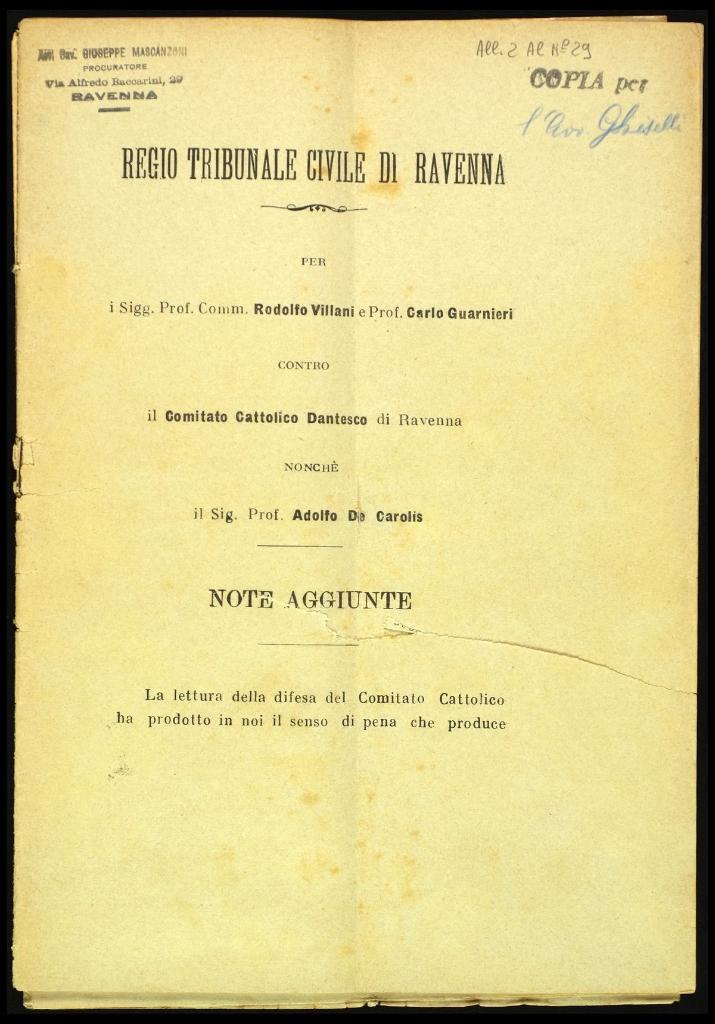 Avv. Cav. GIUSEPPE MASCANZONI
PROCURATORE
Via Alfredo Baccarini, 29
RAVENNA
All. 2 Al Nº 29
COPIA per
l'Avv. Ghiselli
REGIO TRIBUNALE CIVILE DI RAVENNA
PER
i Sigg. Prof. Comm. Rodolfo Villani e Prof. Carlo Guarnieri
CONTRO
il Comitato Cattolico Dantesco di Ravenna
NONCHÈ
il Sig. Prof. Adolfo De Carolis
NOTE AGGIUNTE
La lettura della difesa del Comitato Cattolico
ha prodotto in noi il senso di pena che produce